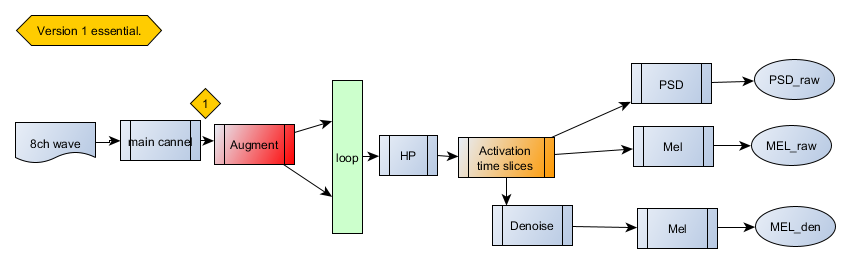 Version 1 essential.
1
8ch wave
main cannel
Augment
loop
HP
Activation
time slices
PSD
PSD_raw
Mel
MEL_raw
Denoise
Mel
MEL_den